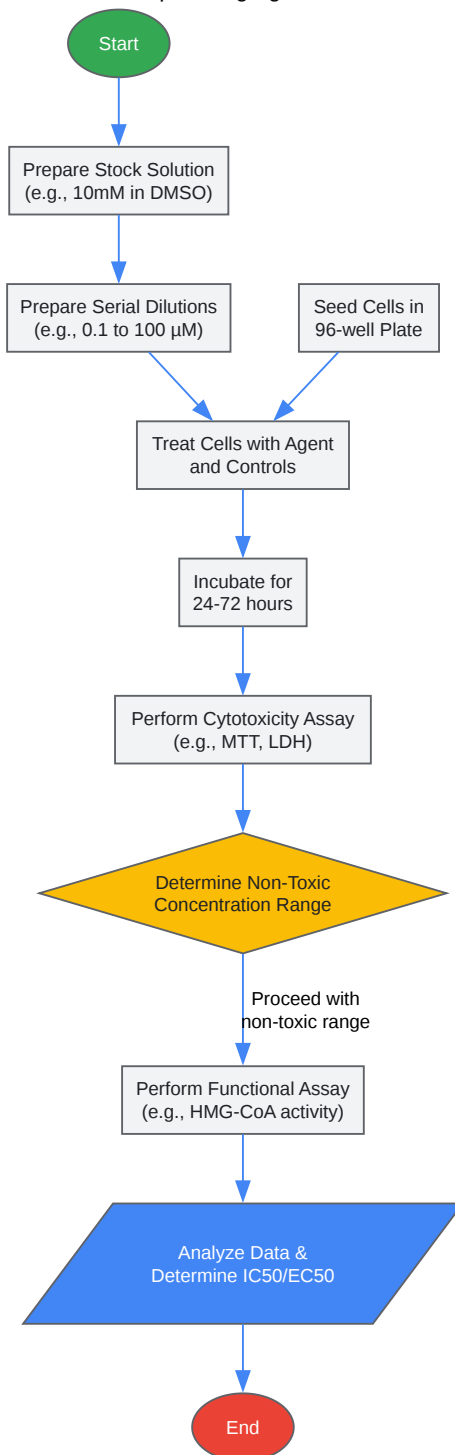 Start
Prepare Stock Solution
(e.g., 10mM in DMSO)
Prepare Serial Dilutions
(e.g., 0.1 to 100 µM)
Seed Cells in
96-well Plate
Treat Cells with Agent
and Controls
Incubate for
24-72 hours
Perform Cytotoxicity Assay
(e.g., MTT, LDH)
Determine Non-Toxic
Concentration Range
Proceed with
non-toxic range
Perform Functional Assay
(e.g., HMG-CoA activity)
Analyze Data &
Determine IC50/EC50
End